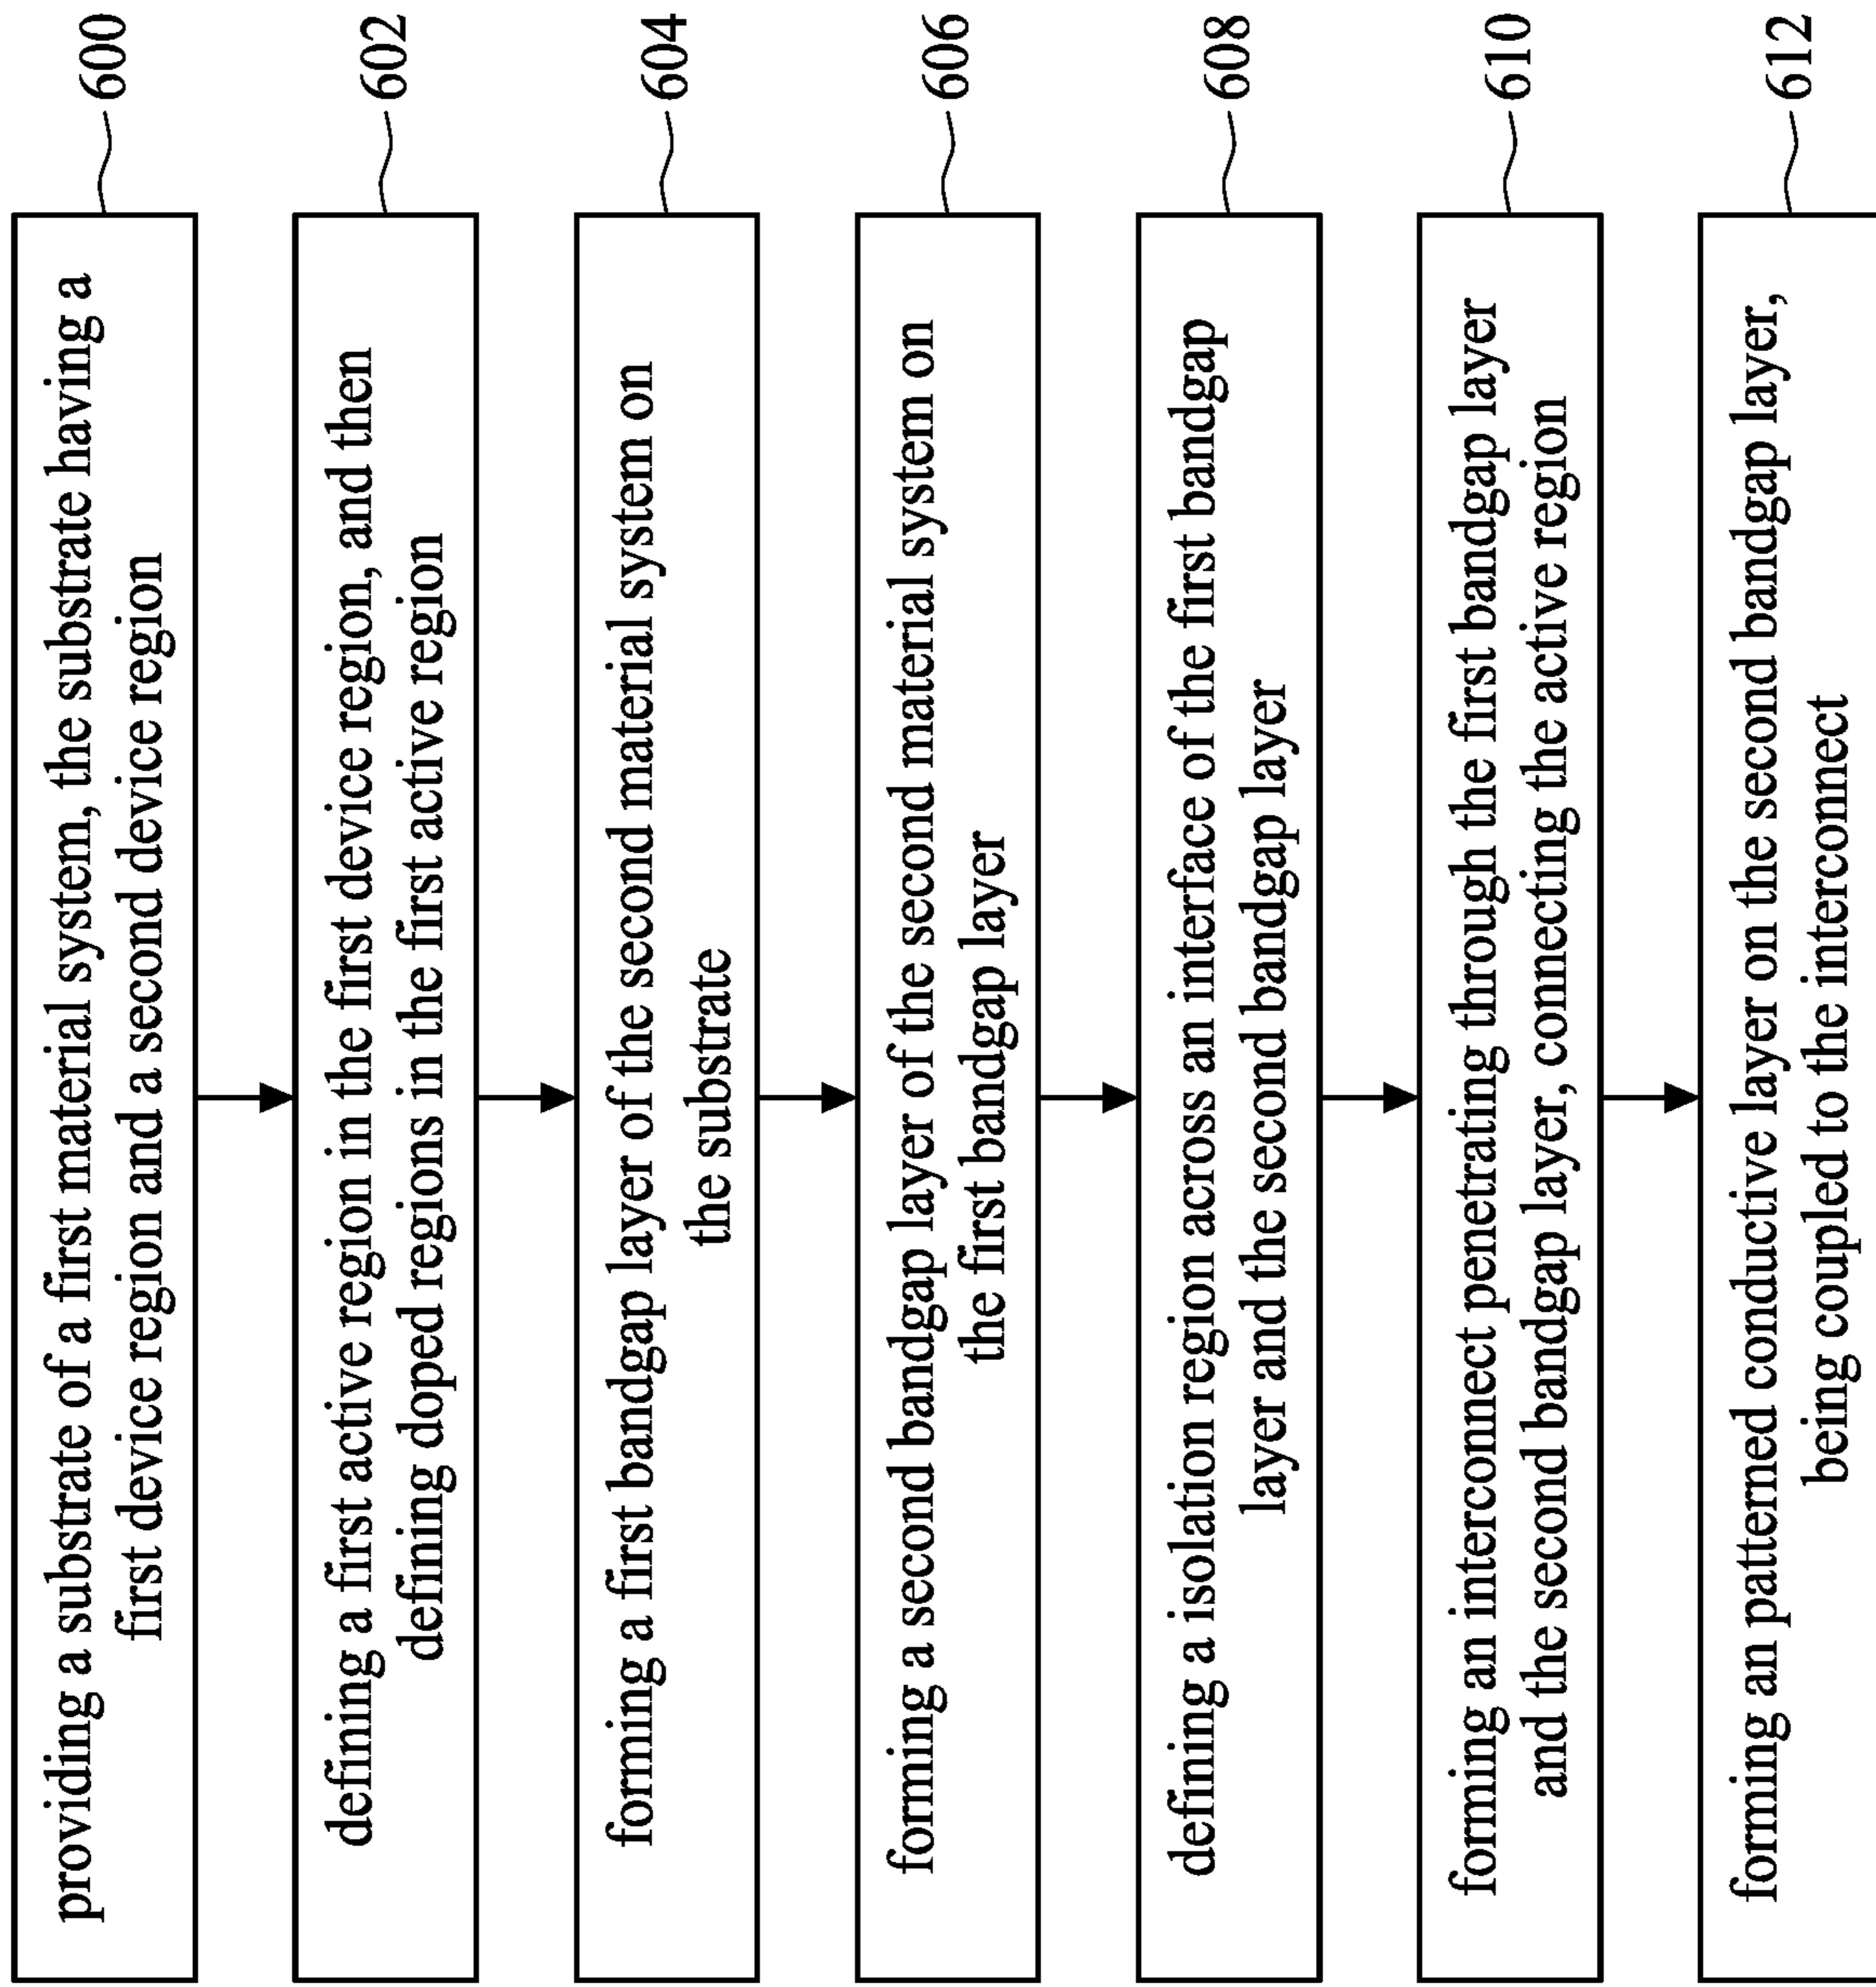 providing a substrate of a first material system, the substrate having a
first device region and a second device region
600
defining a first active region in the first device region, and then
defining doped regions in the first active region
602
forming a first bandgap layer of the second material system on
the substrate
604
forming a second bandgap layer of the second material system on
the first bandgap layer
606
defining a isolation region across an interface of the first bandgap
layer and the second bandgap layer
608
forming an interconnect penetrating through the first bandgap layer
and the second bandgap layer, connecting the active region
610
forming an patterned conductive layer on the second bandgap layer,
being coupled to the interconnect
612